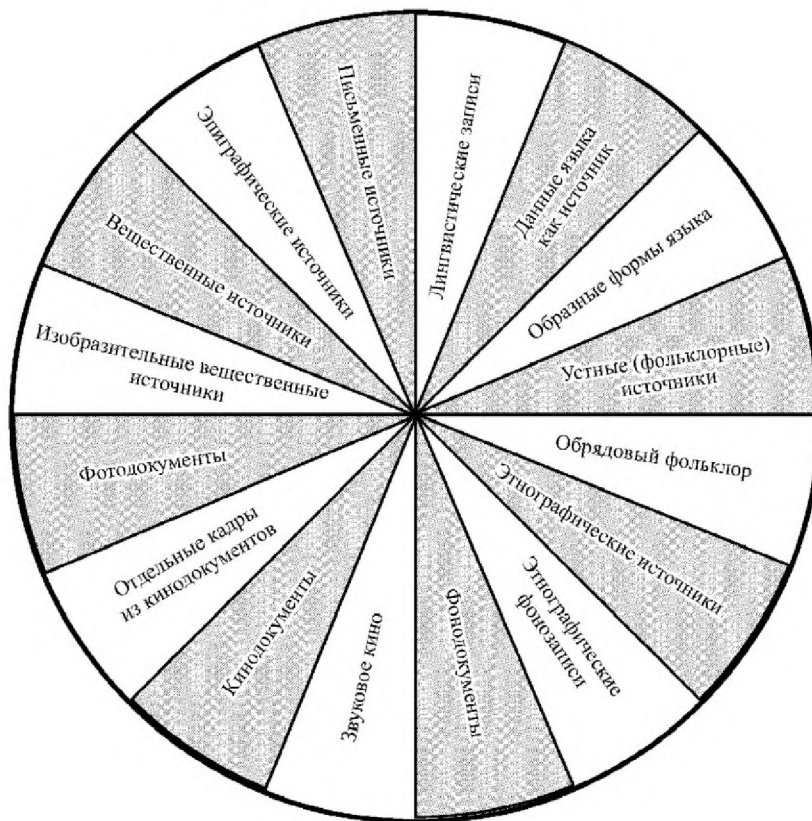 Письменные источники
Лингвистические записи
Данные языка
как источник
Образные формы языка
Устные (фольклорные)
источники
Обрядовый фольклор
Этнографические источники
Этнографические
фонозаписи
Фонодокументы
Звуковое кино
Кинодокументы
Отдельные кадры
из кинодокументов
Фотодокументы
Изобразительные вещественные
источники
Вещественные источники
Эпиграфические источники